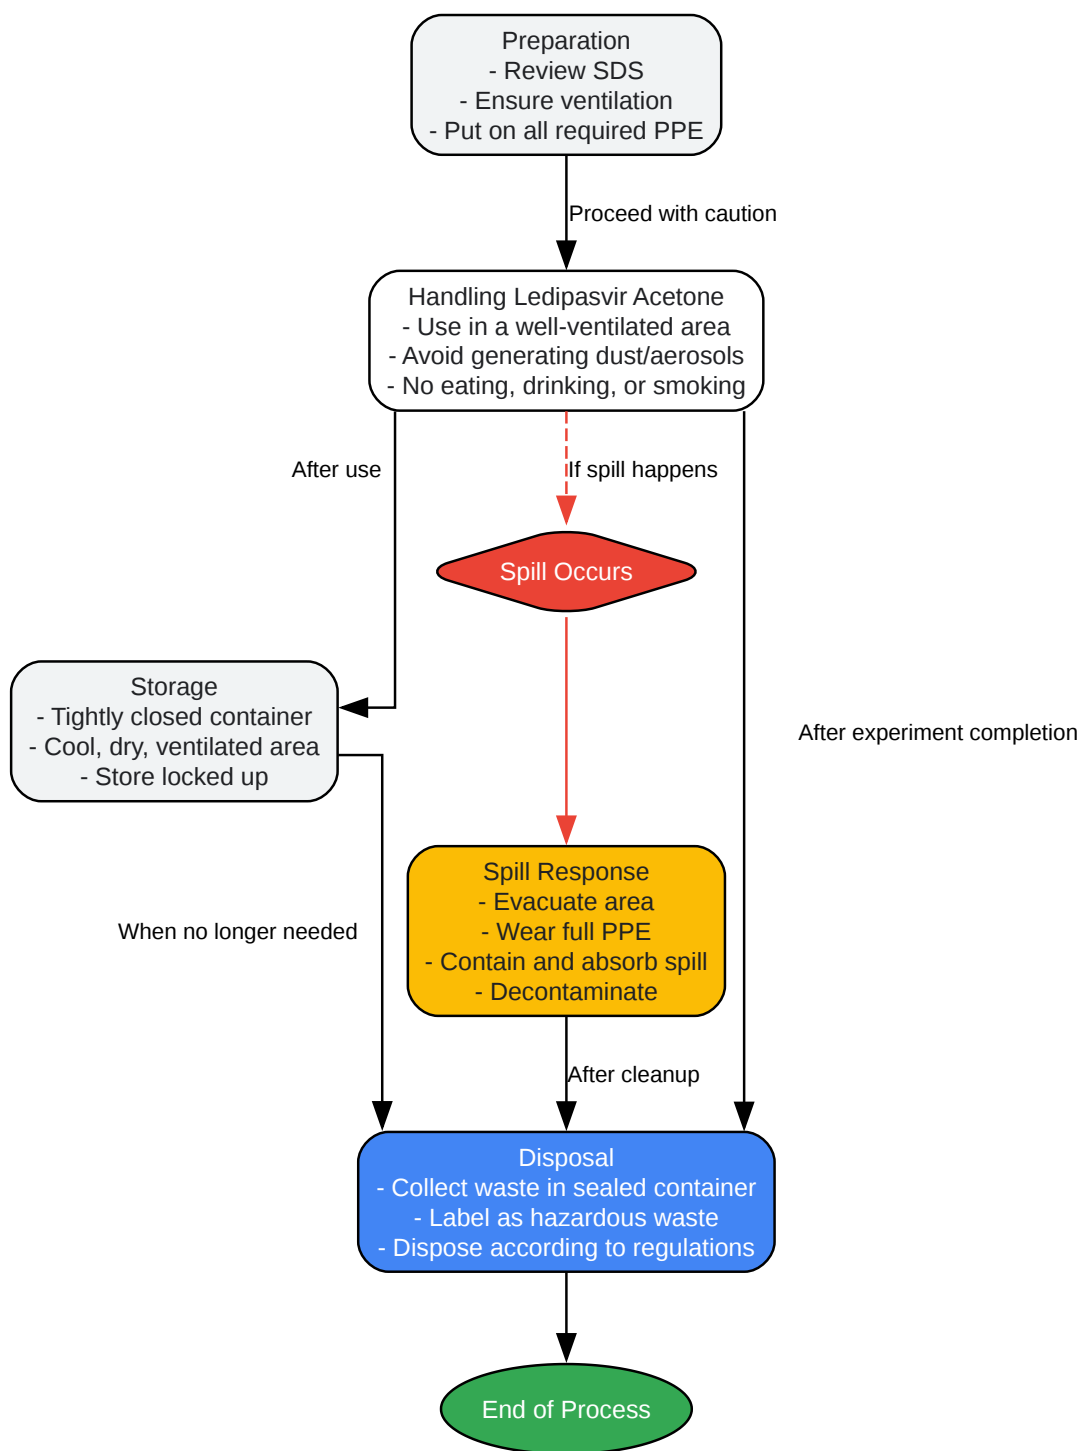 Preparation
- Review SDS
- Ensure ventilation
- Put on all required PPE
Proceed with caution
Handling Ledipasvir Acetone
- Use in a well-ventilated area
- Avoid generating dust/aerosols
- No eating, drinking, or smoking
After use
If spill happens
Spill Occurs
Storage
- Tightly closed container
- Cool, dry, ventilated area
- Store locked up
After experiment completion
Spill Response
- Evacuate area
- Wear full PPE
- Contain and absorb spill
- Decontaminate
When no longer needed
After cleanup
Disposal
- Collect waste in sealed container
- Label as hazardous waste
- Dispose according to regulations
End of Process